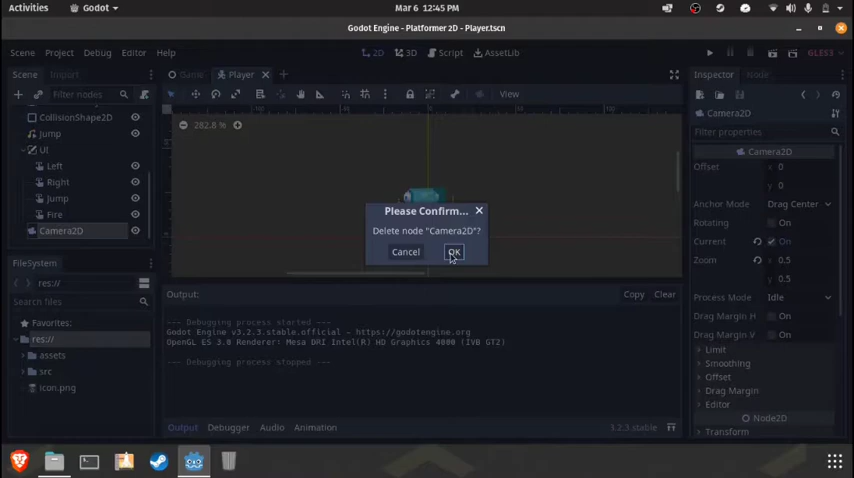 Activities Godot Mar 6 12:45 PM
Godot Engine - Platformer 2D - Player.tscn
Scene Project Debug Editor Help 2D 3D Script AssetLib GLES3
Scene Import
Filter nodes
CollisionShape2D
Jump
UI
Left
Right
Jump
Fire
Camera2D
FileSystem
res://
Search files
Favorites:
res://
assets
src
icon.png
Game Player
View
282.8 %
Please Confirm...
Delete node "Camera2D"?
Cancel OK
Output: Copy Clear
--- Debugging process started ---
Godot Engine v3.2.3.stable.official - https://godotengine.org
OpenGL ES 3.0 Renderer: Mesa DRI Intel(R) HD Graphics 4000 (IVB GT2)
--- Debugging process stopped ---
Output Debugger Audio Animation 3.2.3.stable
Inspector Node
Camera2D
Filter properties
Camera2D
Offset x 0
y 0
Anchor Mode Drag Center
Rotating On
Current On
Zoom x 0.5
y 0.5
Process Mode Idle
Drag Margin H On
Drag Margin V On
Limit
Smoothing
Offset
Drag Margin
Editor
Node2D
Transform